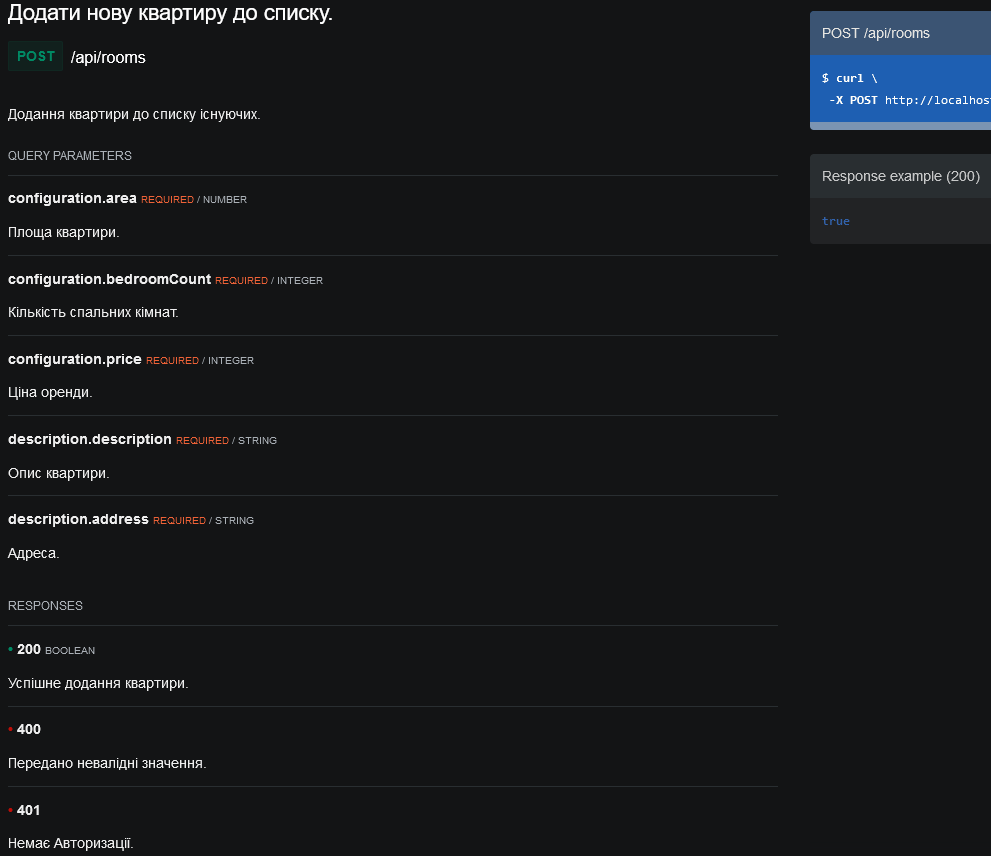 Додати нову квартиру до списку.
POST /api/rooms
Додання квартири до списку існуючих.
QUERY PARAMETERS
configuration.area REQUIRED / NUMBER
Площа квартири.
configuration.bedroomCount REQUIRED / INTEGER
Кількість спальних кімнат.
configuration.price REQUIRED / INTEGER
Ціна оренди.
description.description REQUIRED / STRING
Опис квартири.
description.address REQUIRED / STRING
Адреса.
RESPONSES
• 200 BOOLEAN
Успішне додання квартири.
• 400
Передано невалідні значення.
• 401
Немає Авторизації.
POST /api/rooms
$ curl \
-X POST http://localhos
Response example (200)
true